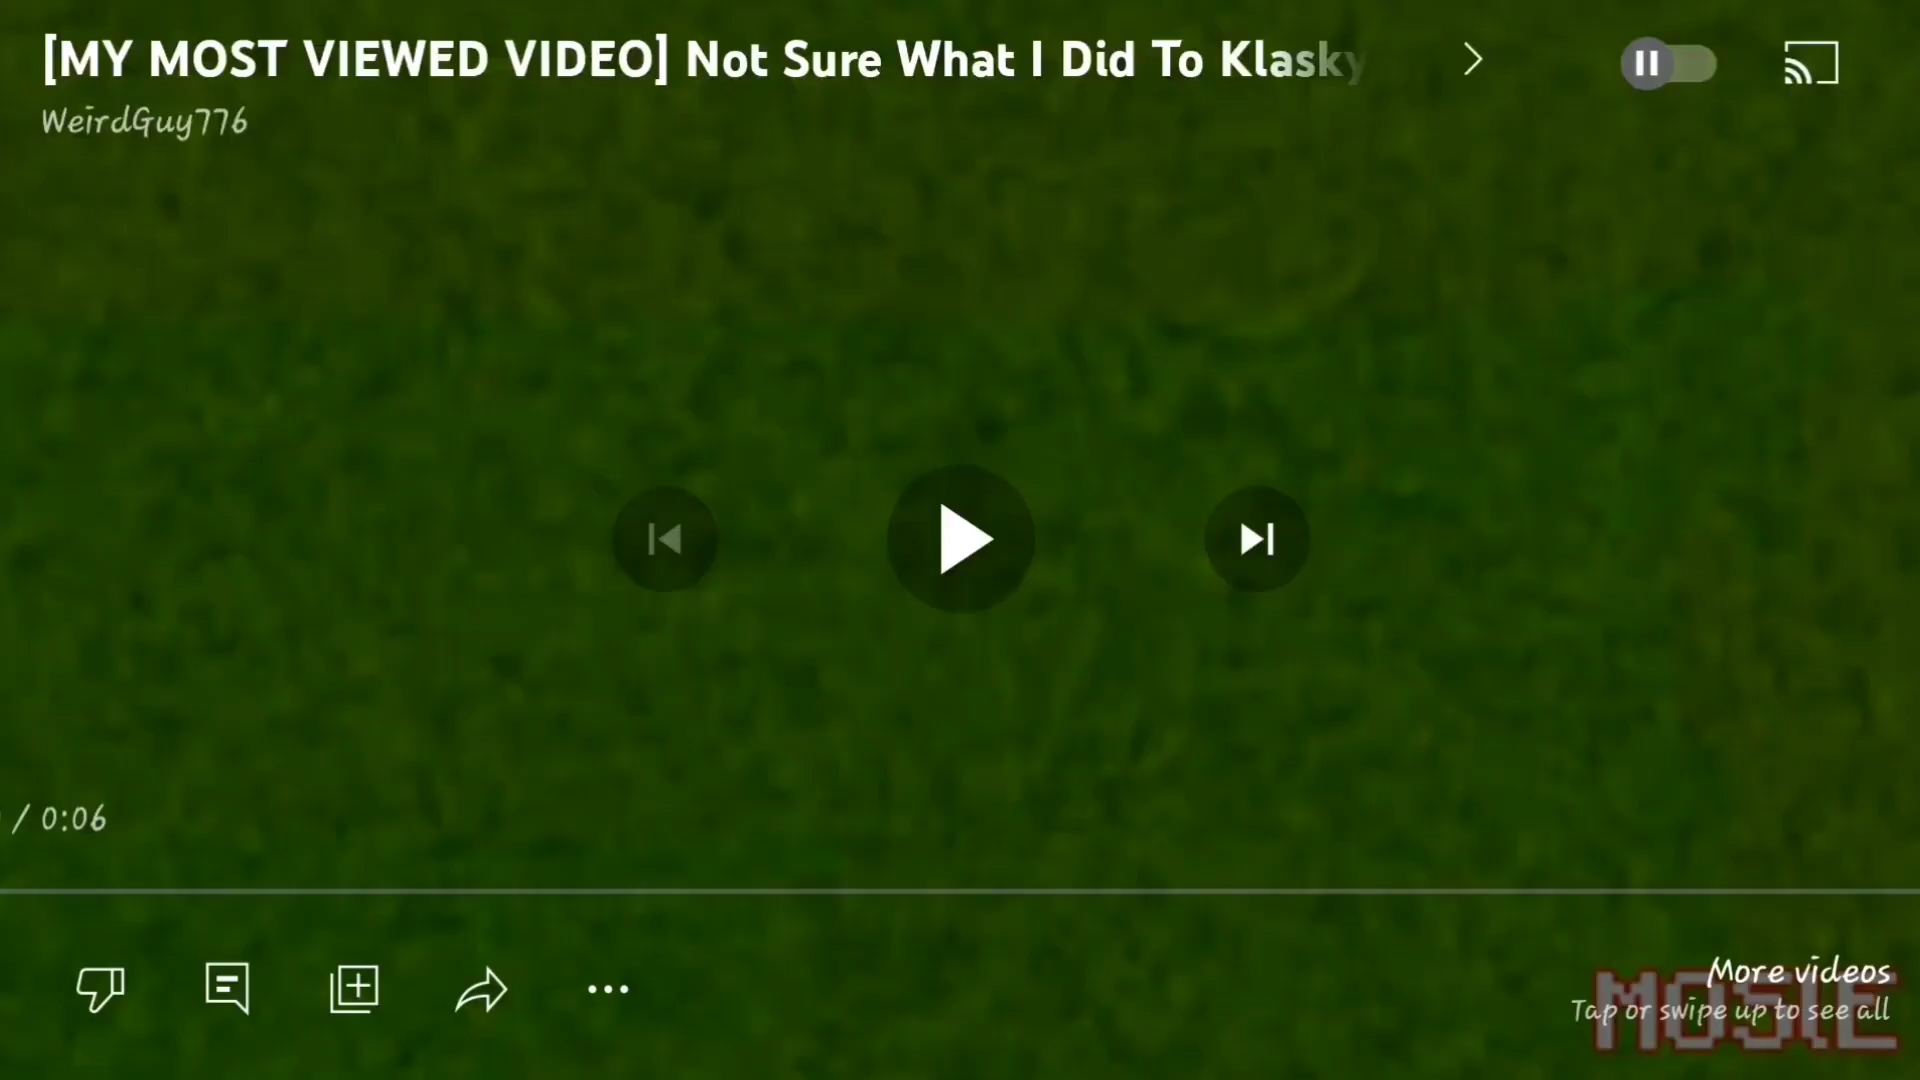 [MY MOST VIEWED VIDEO] Not Sure What I Did To Klasky
WeirdGuy776
/ 0:06
More videos
Tap or swipe up to see all